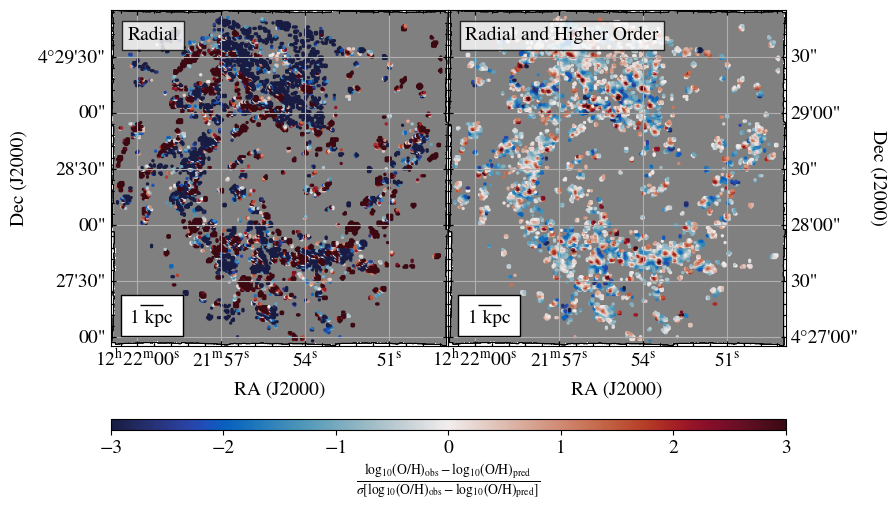 Radial
Radial and Higher Order
4°29'30"
00"
28'30"
00"
27'30"
00"
Dec (J2000)
30"
29'00"
30"
28'00"
30"
4°27'00"
Dec (J2000)
1 kpc
1 kpc
12ʰ22ᵐ00ˢ 21ᵐ57ˢ 54ˢ 51ˢ
12ʰ22ᵐ00ˢ 21ᵐ57ˢ 54ˢ 51ˢ
RA (J2000)
RA (J2000)
−3 −2 −1 0 1 2 3
log₁₀(O/H)obs − log₁₀(O/H)pred
σ[log₁₀(O/H)obs − log₁₀(O/H)pred]